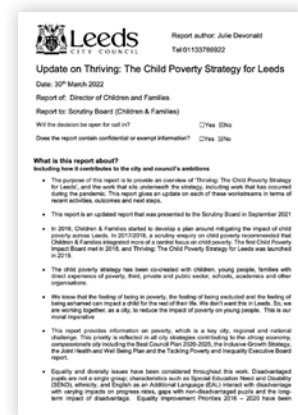 Leeds
CITY COUNCIL
Report author: Julie Devonald
Tel:01133786922
Update on Thriving: The Child Poverty Strategy for Leeds
Date: 30th March 2022
Report of: Director of Children and Families
Report to: Scrutiny Board (Children & Families)
Will the decision be open for call in? ☐Yes ☒No
Does the report contain confidential or exempt information? ☐Yes ☒No
What is this report about?
Including how it contributes to the city and council's ambitions
• The purpose of this report is to provide an overview of 'Thriving: The Child Poverty Strategy
for Leeds', and the work that sits underneath the strategy, including work that has occurred
during the pandemic. This report gives an update on each of these workstreams in terms of
recent activities, outcomes and next steps.
• This is an updated report that was presented to the Scrutiny Board in September 2021
• In 2016, Children & Families started to develop a plan around mitigating the impact of child
poverty across Leeds. In 2017/2018, a scrutiny enquiry on child poverty recommended that
Children & Families integrated more of a central focus on child poverty. The first Child Poverty
Impact Board met in 2018, and Thriving: The Child Poverty Strategy for Leeds was launched
in 2019.
• The child poverty strategy has been co-created with children, young people, families with
direct experience of poverty, third, private and public sector, schools, academics and other
organisations.
• We know that the feeling of being in poverty, the feeling of being excluded and the feeling of
being ashamed can impact a child for the rest of their life. We don't want this in Leeds. So, we
are working together, as a city, to reduce the impact of poverty on young people. This is our
moral imperative
• This report provides information on poverty, which is a key city, regional and national
challenge. This priority is reflected in all city strategies contributing to the strong economy,
compassionate city including the Best Council Plan 2020-2025, the Inclusive Growth Strategy,
the Joint Health and Well Being Plan and the Tackling Poverty and Inequality Executive Board
report.
• Equality and diversity issues have been considered throughout this work. Disadvantaged
pupils are not a single group; characteristics such as Special Education Need and Disability
(SEND), ethnicity, and English as an Additional Language (EAL) interact with disadvantage
with varying impacts on progress rates, gaps with non-disadvantaged pupils and the long-
term impact of disadvantage. Equality Improvement Priorities 2016 – 2020 have been